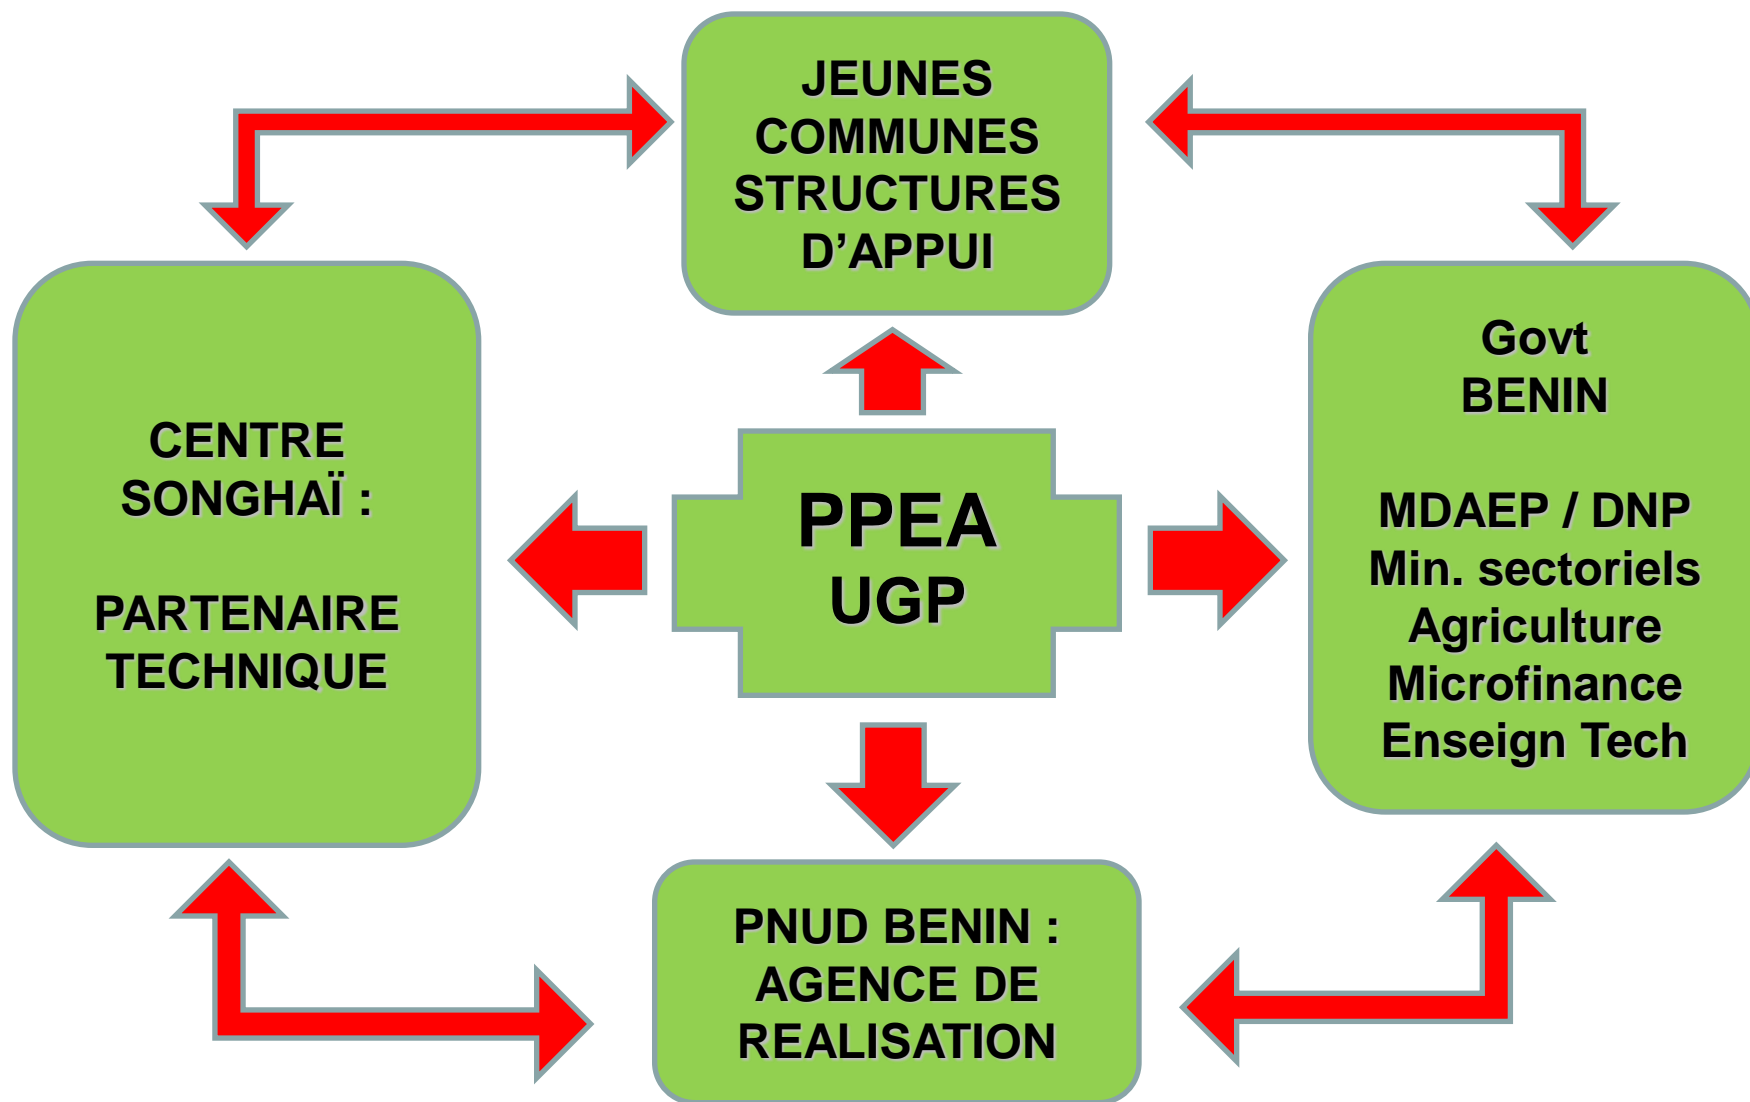 JEUNES
COMMUNES
STRUCTURES
D’APPUI
CENTRE
SONGHAÏ :
PARTENAIRE
TECHNIQUE
PPEA
UGP
Govt
BENIN
MDAEP / DNP
Min. sectoriels
Agriculture
Microfinance
Enseign Tech
PNUD BENIN :
AGENCE DE
REALISATION